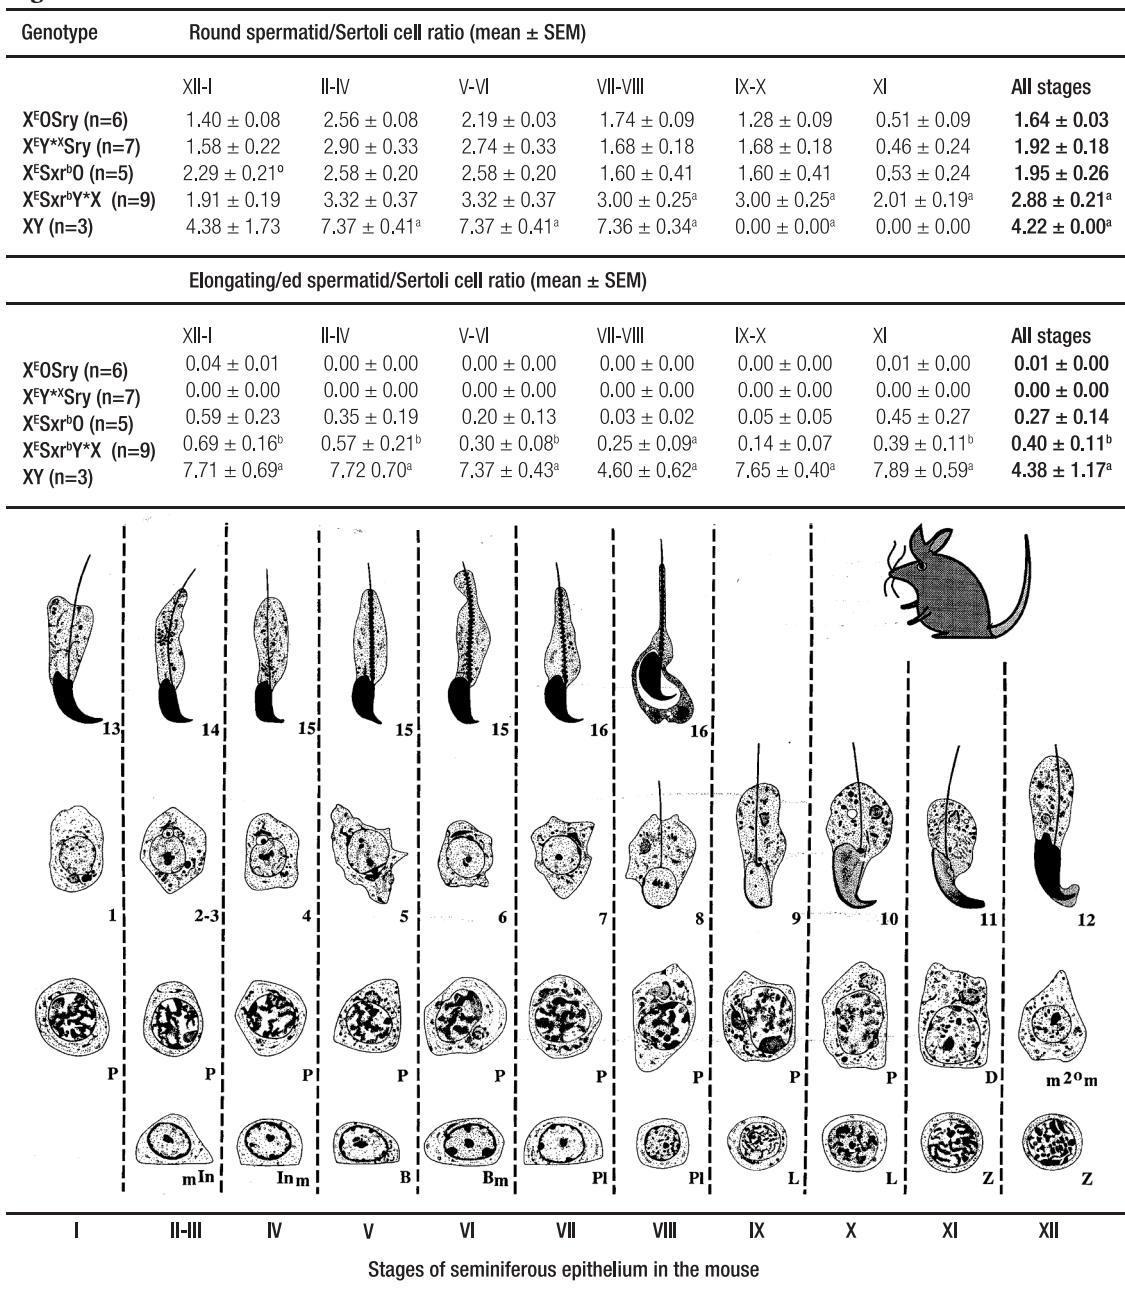 Genotype Round spermatid/Sertoli cell ratio (mean ± SEM)
XII-I II-IV V-VI VII-VIII IX-X XI All stages
XᴱOSry (n=6) 1.40 ± 0.08 2.56 ± 0.08 2.19 ± 0.03 1.74 ± 0.09 1.28 ± 0.09 0.51 ± 0.09 1.64 ± 0.03
XᴱY*ˣSry (n=7) 1.58 ± 0.22 2.90 ± 0.33 2.74 ± 0.33 1.68 ± 0.18 1.68 ± 0.18 0.46 ± 0.24 1.92 ± 0.18
XᴱSxrᵇO (n=5) 2.29 ± 0.21º 2.58 ± 0.20 2.58 ± 0.20 1.60 ± 0.41 1.60 ± 0.41 0.53 ± 0.24 1.95 ± 0.26
XᴱSxrᵇY*X (n=9) 1.91 ± 0.19 3.32 ± 0.37 3.32 ± 0.37 3.00 ± 0.25ᵃ 3.00 ± 0.25ᵃ 2.01 ± 0.19ᵃ 2.88 ± 0.21ᵃ
XY (n=3) 4.38 ± 1.73 7.37 ± 0.41ᵃ 7.37 ± 0.41ᵃ 7.36 ± 0.34ᵃ 0.00 ± 0.00ᵃ 0.00 ± 0.00 4.22 ± 0.00ᵃ
Elongating/ed spermatid/Sertoli cell ratio (mean ± SEM)
XII-I II-IV V-VI VII-VIII IX-X XI All stages
XᴱOSry (n=6) 0.04 ± 0.01 0.00 ± 0.00 0.00 ± 0.00 0.00 ± 0.00 0.00 ± 0.00 0.01 ± 0.00 0.01 ± 0.00
XᴱY*ˣSry (n=7) 0.00 ± 0.00 0.00 ± 0.00 0.00 ± 0.00 0.00 ± 0.00 0.00 ± 0.00 0.00 ± 0.00 0.00 ± 0.00
XᴱSxrᵇO (n=5) 0.59 ± 0.23 0.35 ± 0.19 0.20 ± 0.13 0.03 ± 0.02 0.05 ± 0.05 0.45 ± 0.27 0.27 ± 0.14
XᴱSxrᵇY*X (n=9) 0.69 ± 0.16ᵇ 0.57 ± 0.21ᵇ 0.30 ± 0.08ᵇ 0.25 ± 0.09ᵃ 0.14 ± 0.07 0.39 ± 0.11ᵇ 0.40 ± 0.11ᵇ
XY (n=3) 7.71 ± 0.69ᵃ 7.72 0.70ᵃ 7.37 ± 0.43ᵃ 4.60 ± 0.62ᵃ 7.65 ± 0.40ᵃ 7.89 ± 0.59ᵃ 4.38 ± 1.17ᵃ
13 14 15 15 15 16 16
1 2-3 4 5 6 7 8 9 10 11 12
P P P P P P P P P D m2ºm
mIn Inm B Bm Pl Pl L L Z Z
I II-III IV V VI VII VIII IX X XI XII
Stages of seminiferous epithelium in the mouse